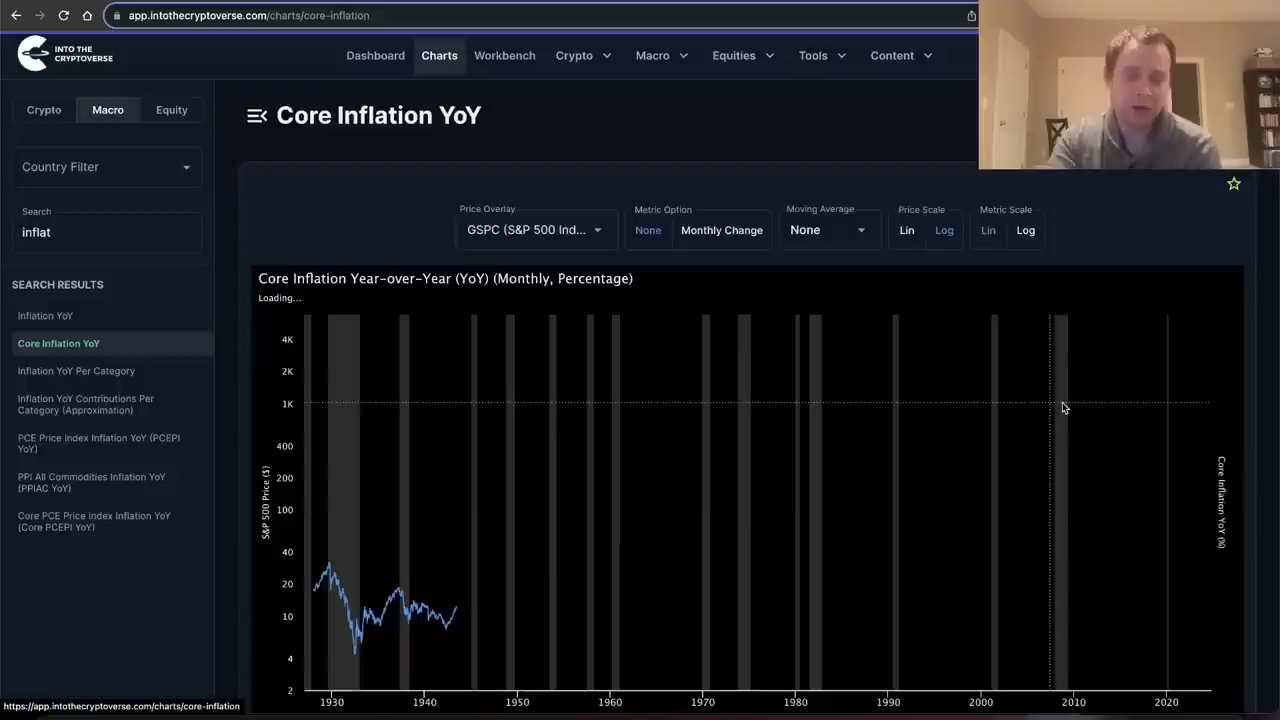 app.intothecryptoverse.com/charts/core-inflation
INTO THE
CRYPTOVERSE
Dashboard
Charts
Workbench
Crypto
Macro
Equities
Tools
Content
Crypto
Macro
Equity
Country Filter
Search
inflat
SEARCH RESULTS
Inflation YoY
Core Inflation YoY
Inflation YoY Per Category
Inflation YoY Contributions Per
Category (Approximation)
PCE Price Index Inflation YoY (PCEPI
YoY)
PPI All Commodities Inflation YoY
(PPIAC YoY)
Core PCE Price Index Inflation YoY
(Core PCEPI YoY)
Core Inflation YoY
Price Overlay
GSPC (S&P 500 Ind...
Metric Option
None
Monthly Change
Moving Average
None
Price Scale
Lin
Log
Metric Scale
Lin
Log
Core Inflation Year-over-Year (YoY) (Monthly, Percentage)
Loading...
S&P 500 Price ($)
4K
2K
1K
400
200
100
40
20
10
4
2
1930
1940
1950
1960
1970
1980
1990
2000
2010
2020
Core Inflation YoY (%)
https://app.intothecryptoverse.com/charts/core-inflation